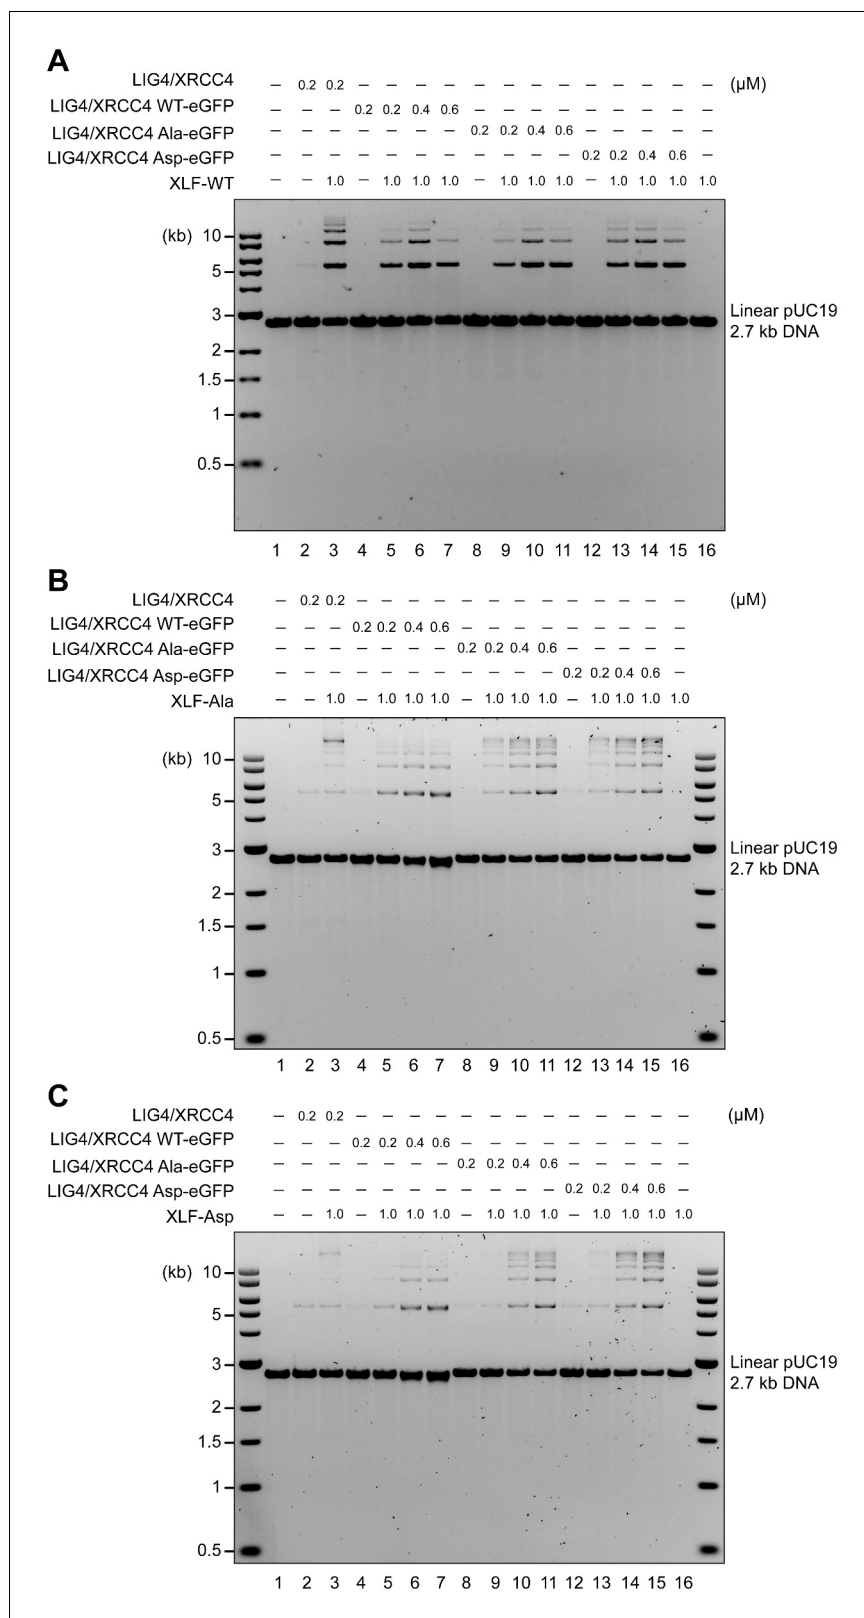 A
LIG4/XRCC4 – 0.2 0.2 – – – – – – – – – – – – – (µM)
LIG4/XRCC4 WT-eGFP – – – 0.2 0.2 0.4 0.6 – – – – – – – – –
LIG4/XRCC4 Ala-eGFP – – – – – – – 0.2 0.2 0.4 0.6 – – – – –
LIG4/XRCC4 Asp-eGFP – – – – – – – – – – – 0.2 0.2 0.4 0.6 –
XLF-WT – – 1.0 – 1.0 1.0 1.0 – 1.0 1.0 1.0 – 1.0 1.0 1.0 1.0
(kb) 10
5
3
Linear pUC19
2.7 kb DNA
2
1.5
1
0.5
1 2 3 4 5 6 7 8 9 10 11 12 13 14 15 16
B
LIG4/XRCC4 – 0.2 0.2 – – – – – – – – – – – – – (µM)
LIG4/XRCC4 WT-eGFP – – – 0.2 0.2 0.4 0.6 – – – – – – – – –
LIG4/XRCC4 Ala-eGFP – – – – – – – 0.2 0.2 0.4 0.6 – – – – –
LIG4/XRCC4 Asp-eGFP – – – – – – – – – – – 0.2 0.2 0.4 0.6 –
XLF-Ala – – 1.0 – 1.0 1.0 1.0 – 1.0 1.0 1.0 – 1.0 1.0 1.0 1.0
(kb) 10
5
3
Linear pUC19
2.7 kb DNA
2
1.5
1
0.5
1 2 3 4 5 6 7 8 9 10 11 12 13 14 15 16
C
LIG4/XRCC4 – 0.2 0.2 – – – – – – – – – – – – – (µM)
LIG4/XRCC4 WT-eGFP – – – 0.2 0.2 0.4 0.6 – – – – – – – – –
LIG4/XRCC4 Ala-eGFP – – – – – – – 0.2 0.2 0.4 0.6 – – – – –
LIG4/XRCC4 Asp-eGFP – – – – – – – – – – – 0.2 0.2 0.4 0.6 –
XLF-Asp – – 1.0 – 1.0 1.0 1.0 – 1.0 1.0 1.0 – 1.0 1.0 1.0 1.0
(kb) 10
5
3
Linear pUC19
2.7 kb DNA
2
1.5
1
0.5
1 2 3 4 5 6 7 8 9 10 11 12 13 14 15 16